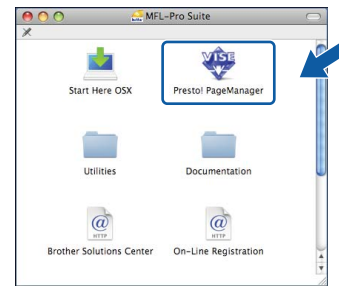 MFL-Pro Suite
VISE
Start Here OSX
Presto! PageManager
Utilities
Documentation
@
HTTP
@
HTTP
Brother Solutions Center
On-Line Registration